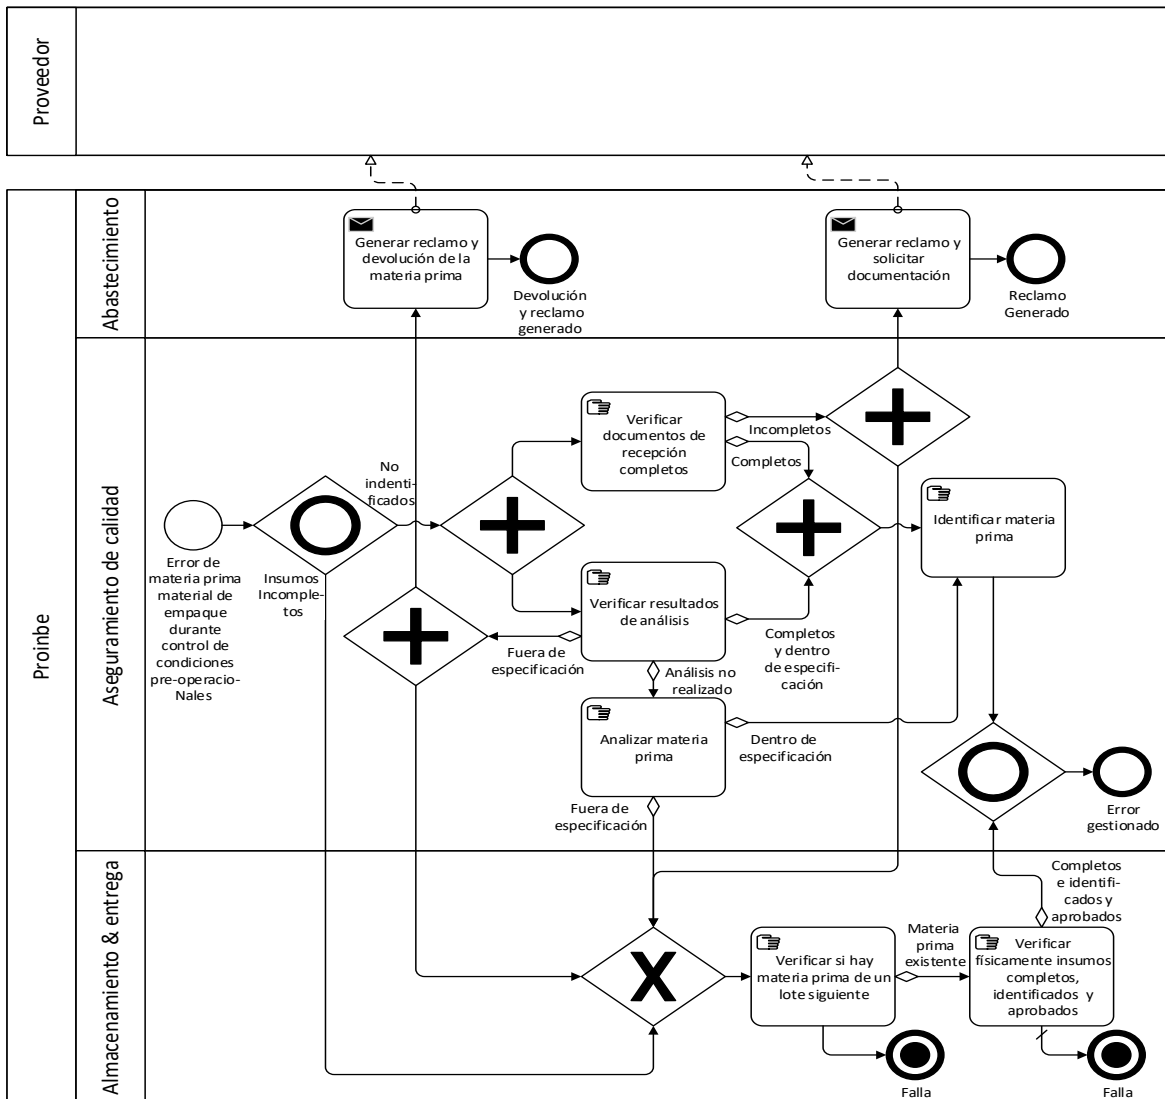 Proveedor
Proinbe
Abastecimiento
Generar reclamo y
devolución de la
materia prima
Devolución
y reclamo
generado
Generar reclamo y
solicitar
documentación
Reclamo
Generado
Aseguramiento de calidad
Error de
materia prima
material de
empaque
durante
control de
condiciones
pre-operacio-
Nales
Insumos
Incomple-
tos
No
indenti-
ficados
Verificar
documentos de
recepción
completos
Incompletos
Completos
Verificar resultados
de análisis
Fuera de
especificación
Completos
y dentro
de especifi-
cación
Análisis no
realizado
Analizar materia
prima
Dentro de
especificación
Fuera de
especificación
Identificar materia
prima
Error
gestionado
Almacenamiento & entrega
X
Verificar si hay
materia prima de un
lote siguiente
Materia
prima
existente
Completos
e identifi-
cados y
aprobados
Verificar
físicamente insumos
completos,
identificados y
aprobados
Falla
Falla